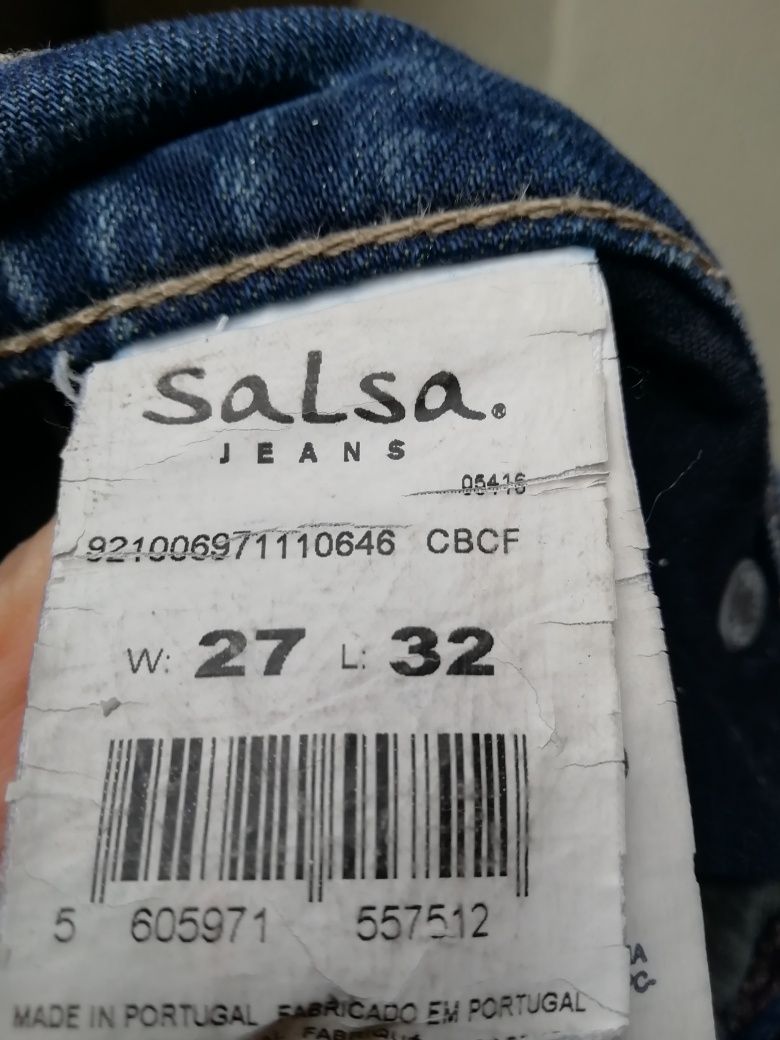 salsa.®
JEANS
05416
921006971110646 CBCF
W: 27 L: 32
5 605971 557512
MADE IN PORTUGAL FABRICADO EM PORTUGAL